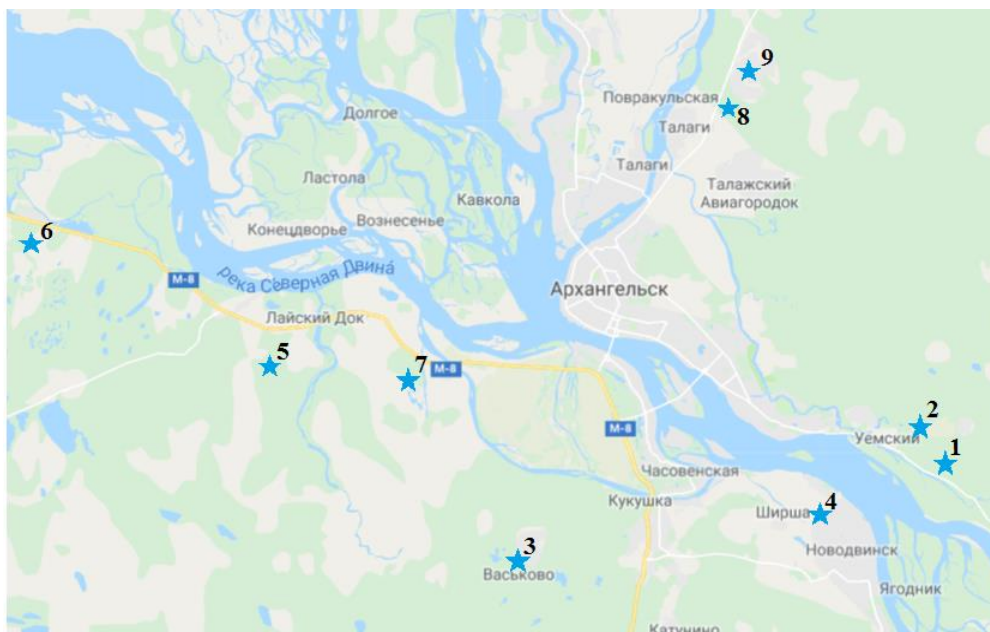 9
Повракульская
8
Долгое
Талаги
Талаги
Ластола
Талажский
Авиагородок
Кавкола
Вознесенье
6
Конецдворье
М-8
река Северная Двина
Архангельск
Лайский Док
5
7
М-8
2
М-8
Уемский
1
Часовенская
Кукушка
Ширша
4
3
Новодвинск
Васьково
Ягодник
Катунино